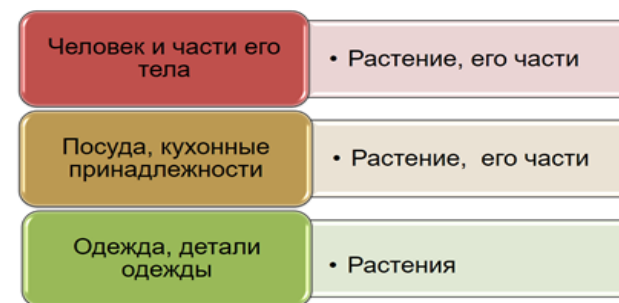 Человек и части его
тела
• Растение, его части
Посуда, кухонные
принадлежности
• Растение, его части
Одежда, детали
одежды
• Растения